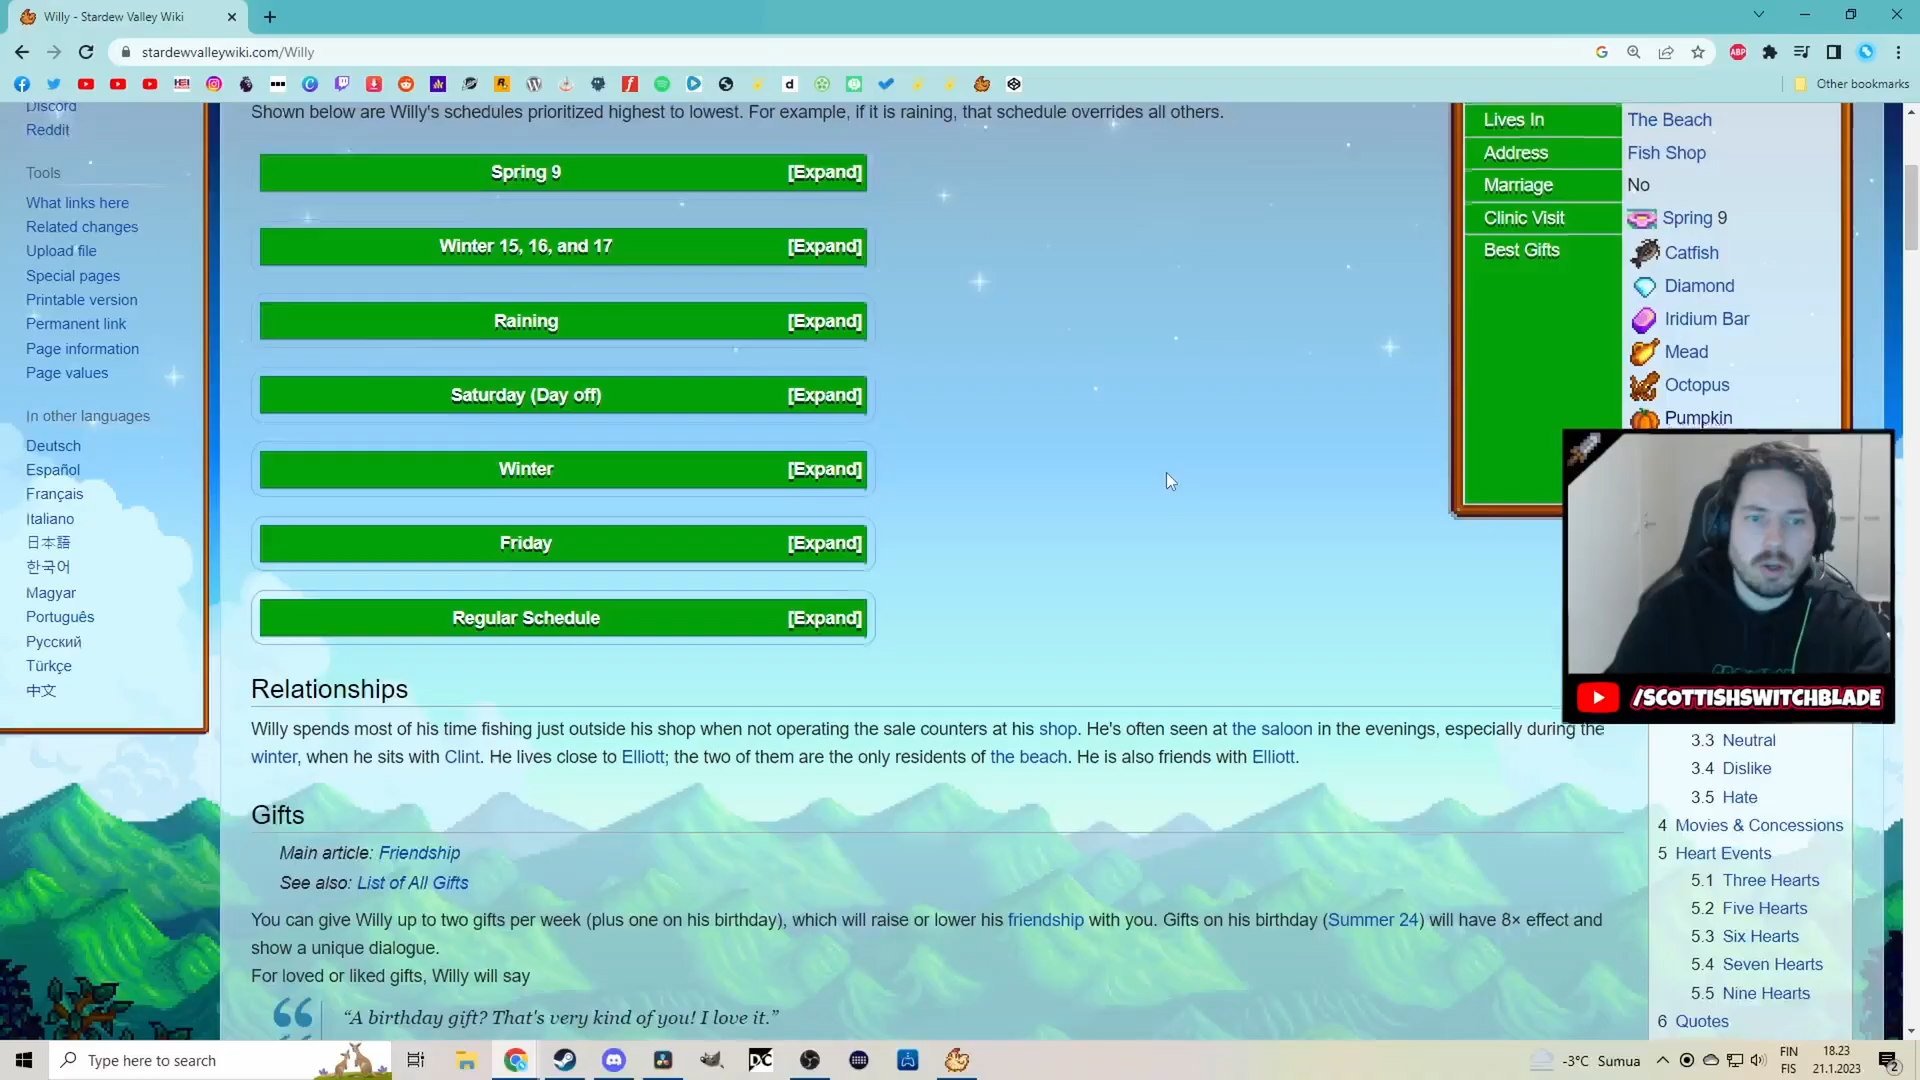 Willy - Stardew Valley Wiki
stardewvalleywiki.com/Willy
Other bookmarks
Discord
Reddit
Tools
What links here
Related changes
Upload file
Special pages
Printable version
Permanent link
Page information
Page values
In other languages
Deutsch
Español
Français
Italiano
日本語
한국어
Magyar
Português
Русский
Türkçe
中文
Shown below are Willy's schedules prioritized highest to lowest. For example, if it is raining, that schedule overrides all others.
Spring 9 [Expand]
Winter 15, 16, and 17 [Expand]
Raining [Expand]
Saturday (Day off) [Expand]
Winter [Expand]
Friday [Expand]
Regular Schedule [Expand]
Relationships
Willy spends most of his time fishing just outside his shop when not operating the sale counters at his shop. He's often seen at the saloon in the evenings, especially during the
winter, when he sits with Clint. He lives close to Elliott; the two of them are the only residents of the beach. He is also friends with Elliott.
Gifts
Main article: Friendship
See also: List of All Gifts
You can give Willy up to two gifts per week (plus one on his birthday), which will raise or lower his friendship with you. Gifts on his birthday (Summer 24) will have 8× effect and
show a unique dialogue.
For loved or liked gifts, Willy will say
“A birthday gift? That's very kind of you! I love it.”
Lives In The Beach
Address Fish Shop
Marriage No
Clinic Visit Spring 9
Best Gifts Catfish
Diamond
Iridium Bar
Mead
Octopus
Pumpkin
/SCOTTISHSWITCHBLADE
3.3 Neutral
3.4 Dislike
3.5 Hate
4 Movies & Concessions
5 Heart Events
5.1 Three Hearts
5.2 Five Hearts
5.3 Six Hearts
5.4 Seven Hearts
5.5 Nine Hearts
6 Quotes
Type here to search
-3°C Sumua
FIN
FIS
18.23
21.1.2023
2